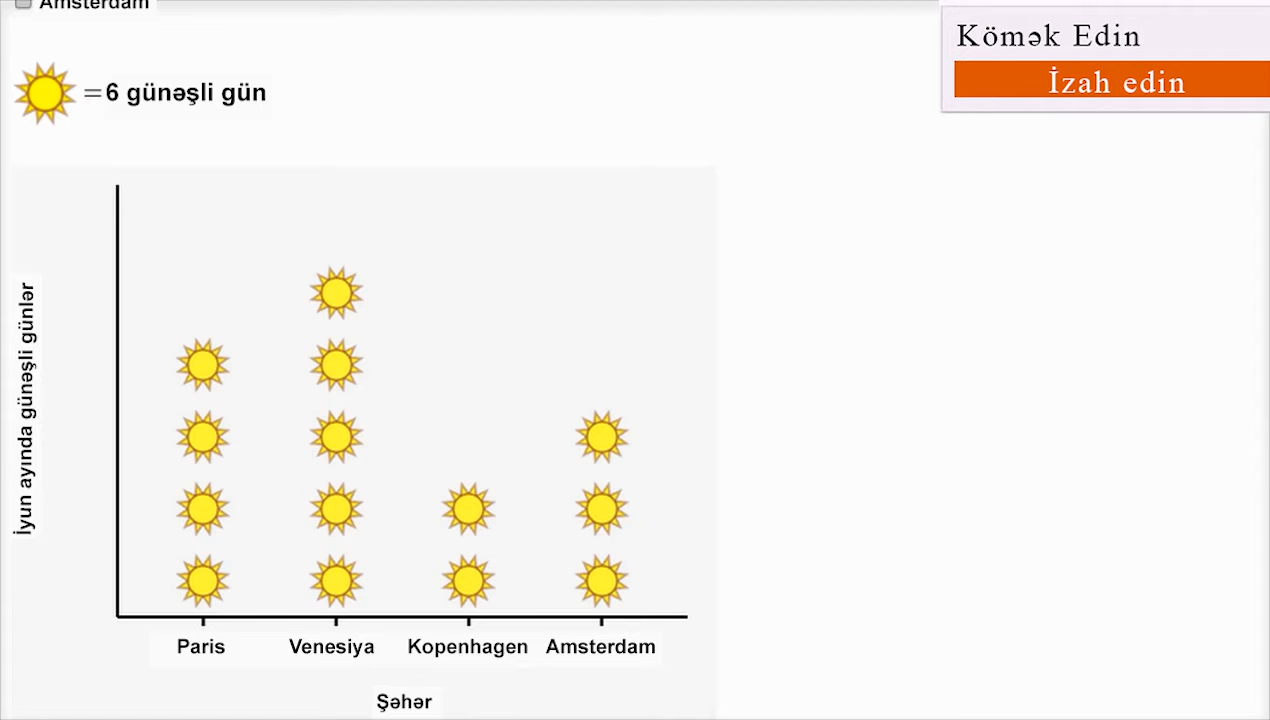 Amsterdam
Kömək Edin
İzah edin
=6 günəşli gün
İyun ayında günəşli günlər
Paris Venesiya Kopenhagen Amsterdam
Şəhər